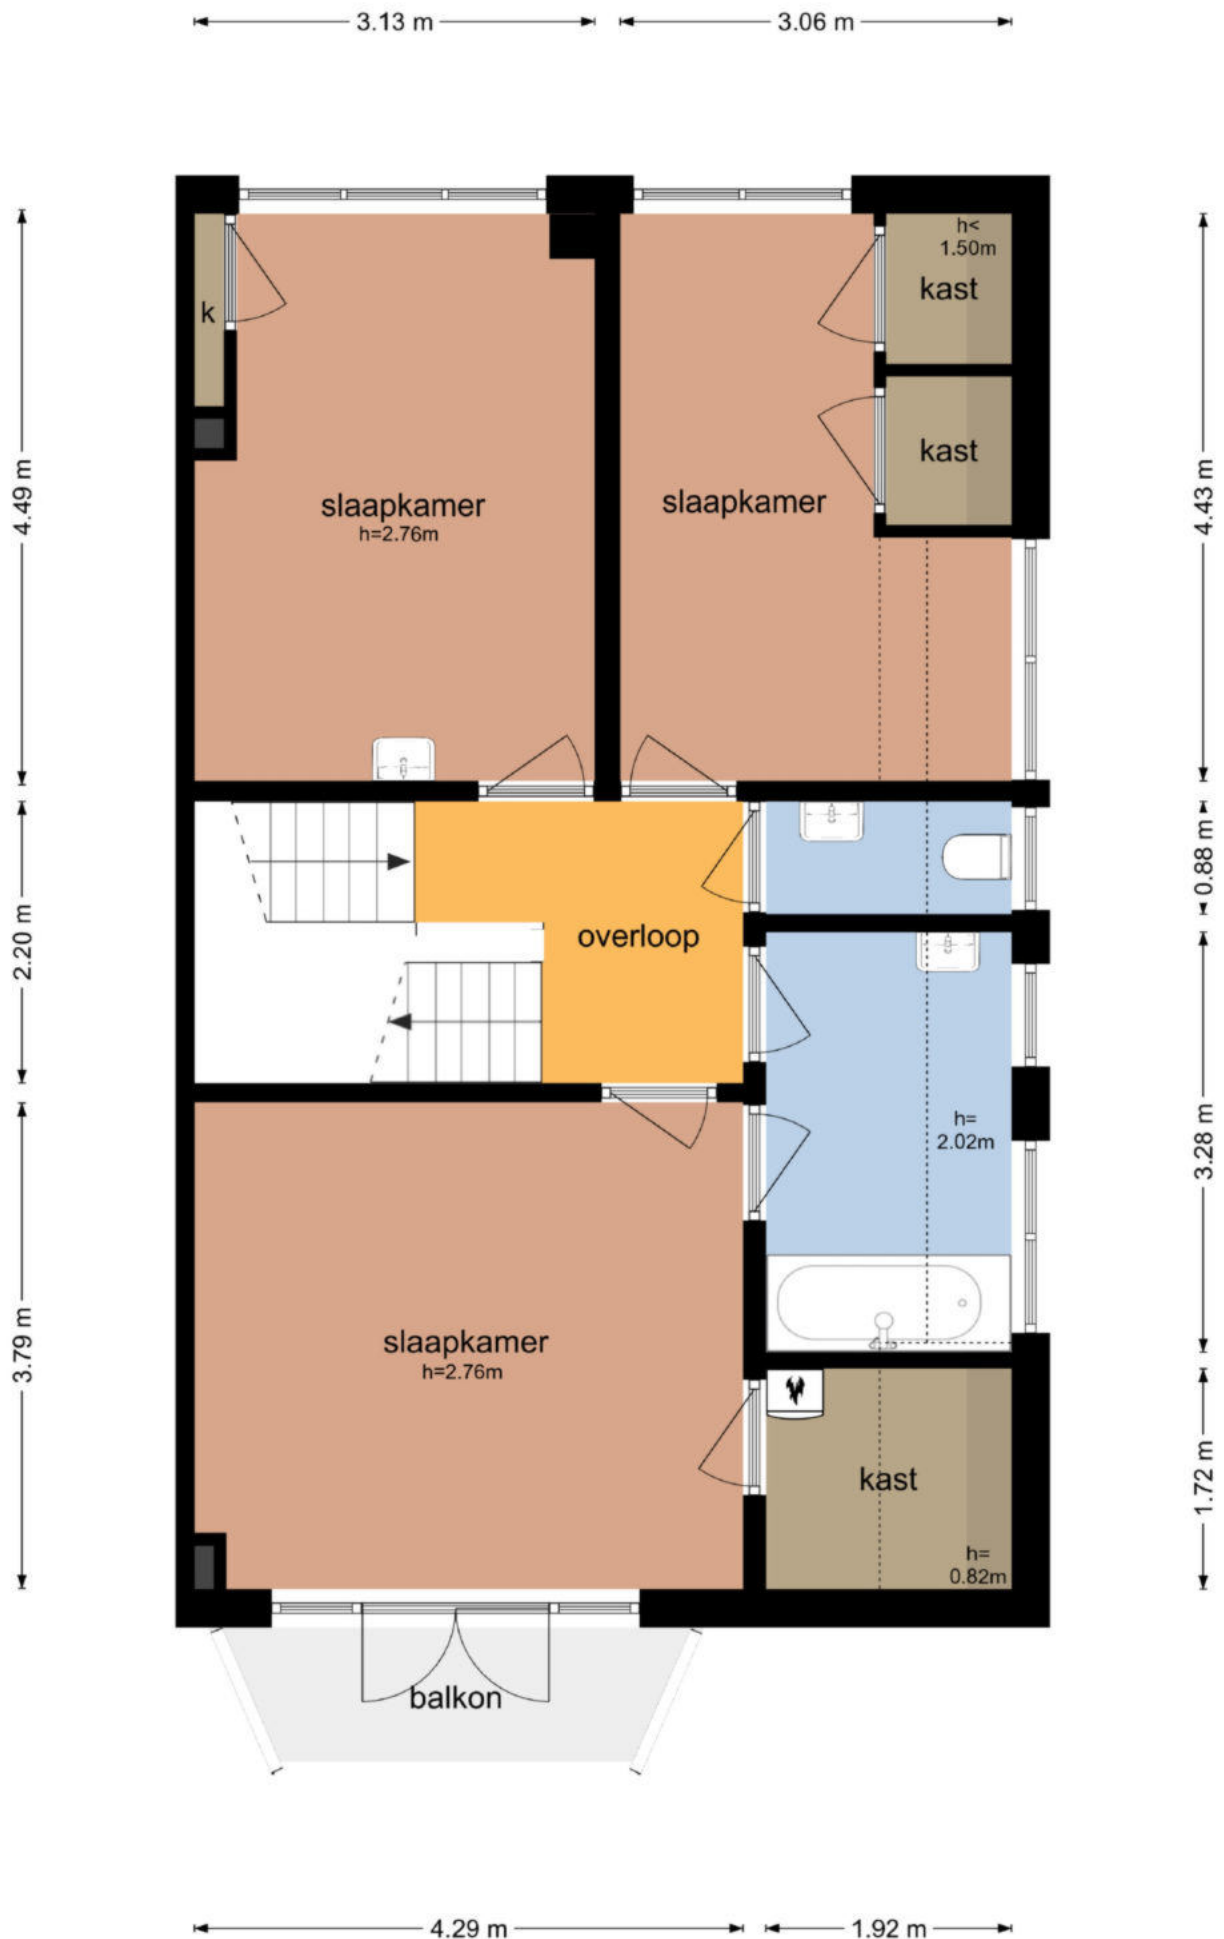 3.13 m
3.06 m
h<
1.50m
kast
k
kast
slaapkamer
h=2.76m
slaapkamer
4.49 m
4.43 m
0.88 m
overloop
2.20 m
h=
2.02m
3.28 m
slaapkamer
h=2.76m
3.79 m
kast
h=
0.82m
1.72 m
balkon
4.29 m
1.92 m